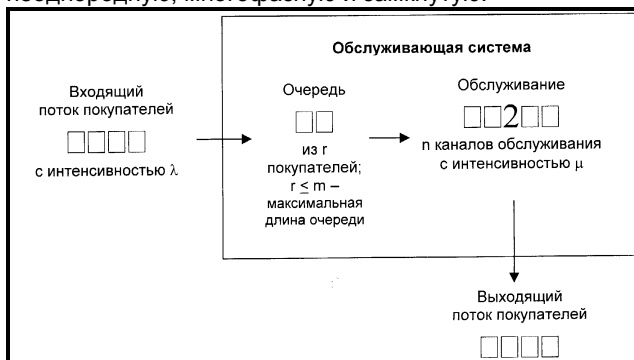 неоднородную, многофазную и замкнутую.
Обслуживающая система
Входящий
поток покупателей
□□□□
с интенсивностью λ
Очередь
□□
из r
покупателей;
r ≤ m –
максимальная
длина очереди
Обслуживание
□□2□□
n каналов обслуживания
с интенсивностью μ
Выходящий
поток покупателей
□□□□